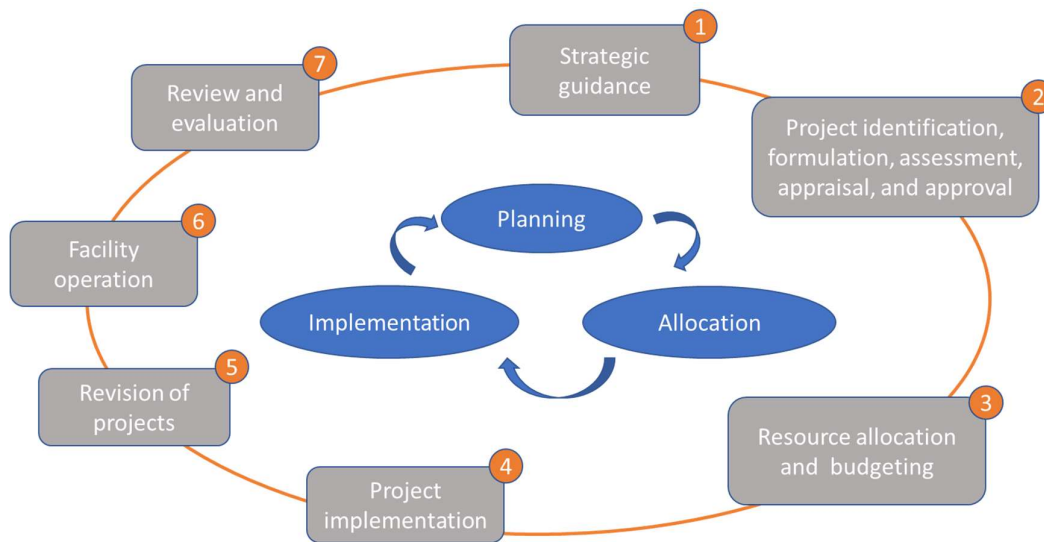 1
Strategic
guidance
2
Project identification,
formulation, assessment,
appraisal, and approval
3
Resource allocation
and budgeting
4
Project
implementation
5
Revision of
projects
6
Facility
operation
7
Review and
evaluation
Planning
Allocation
Implementation